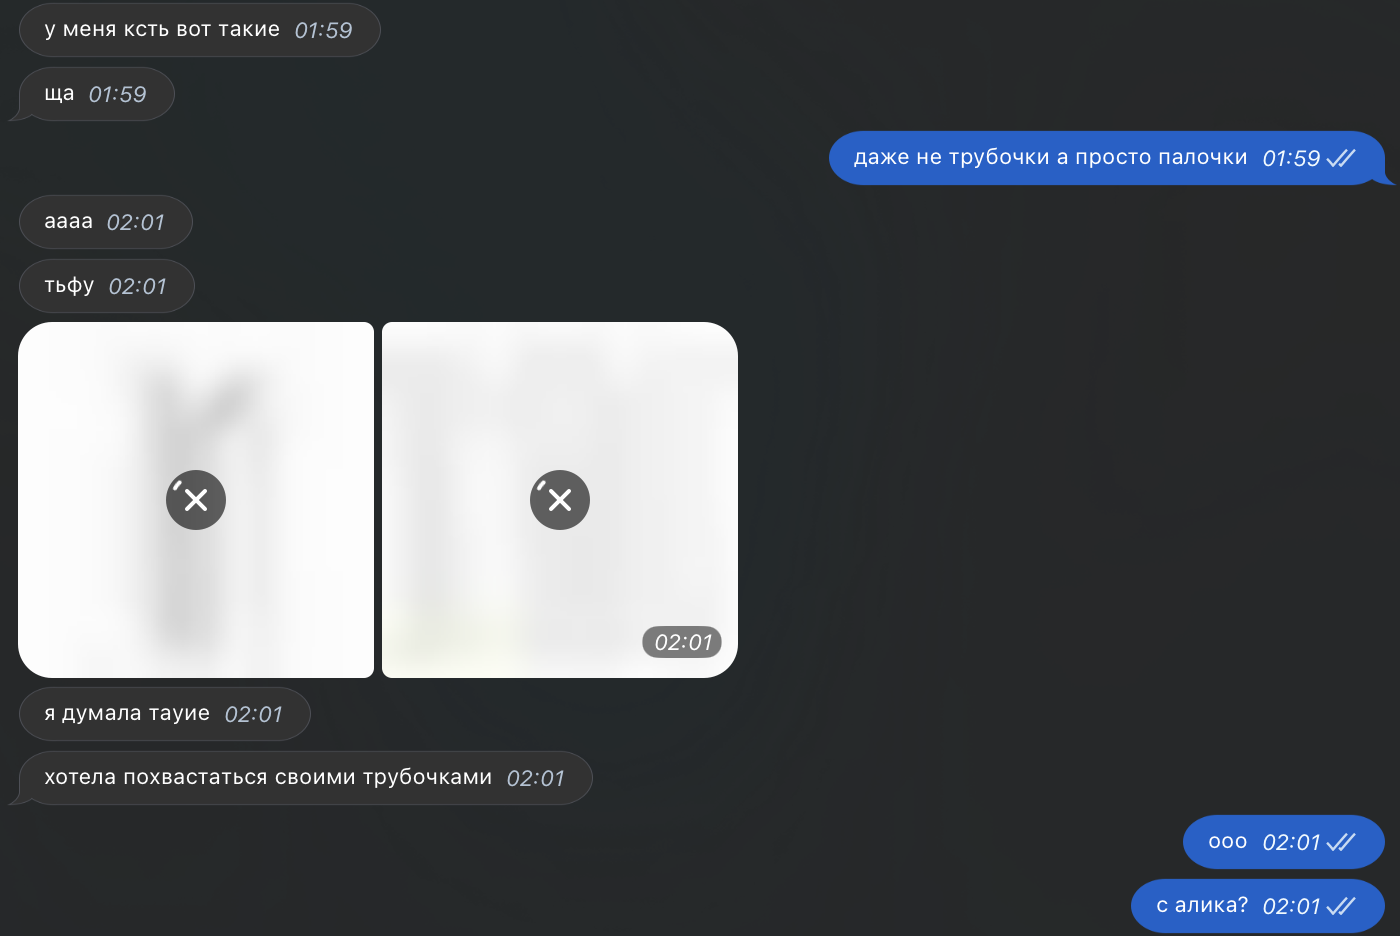 у меня ксть вот такие 01:59
ща 01:59
даже не трубочки а просто палочки 01:59
аааа 02:01
тьфу 02:01
02:01
я думала тауие 02:01
хотела похвастаться своими трубочками 02:01
ооо 02:01
с алика? 02:01